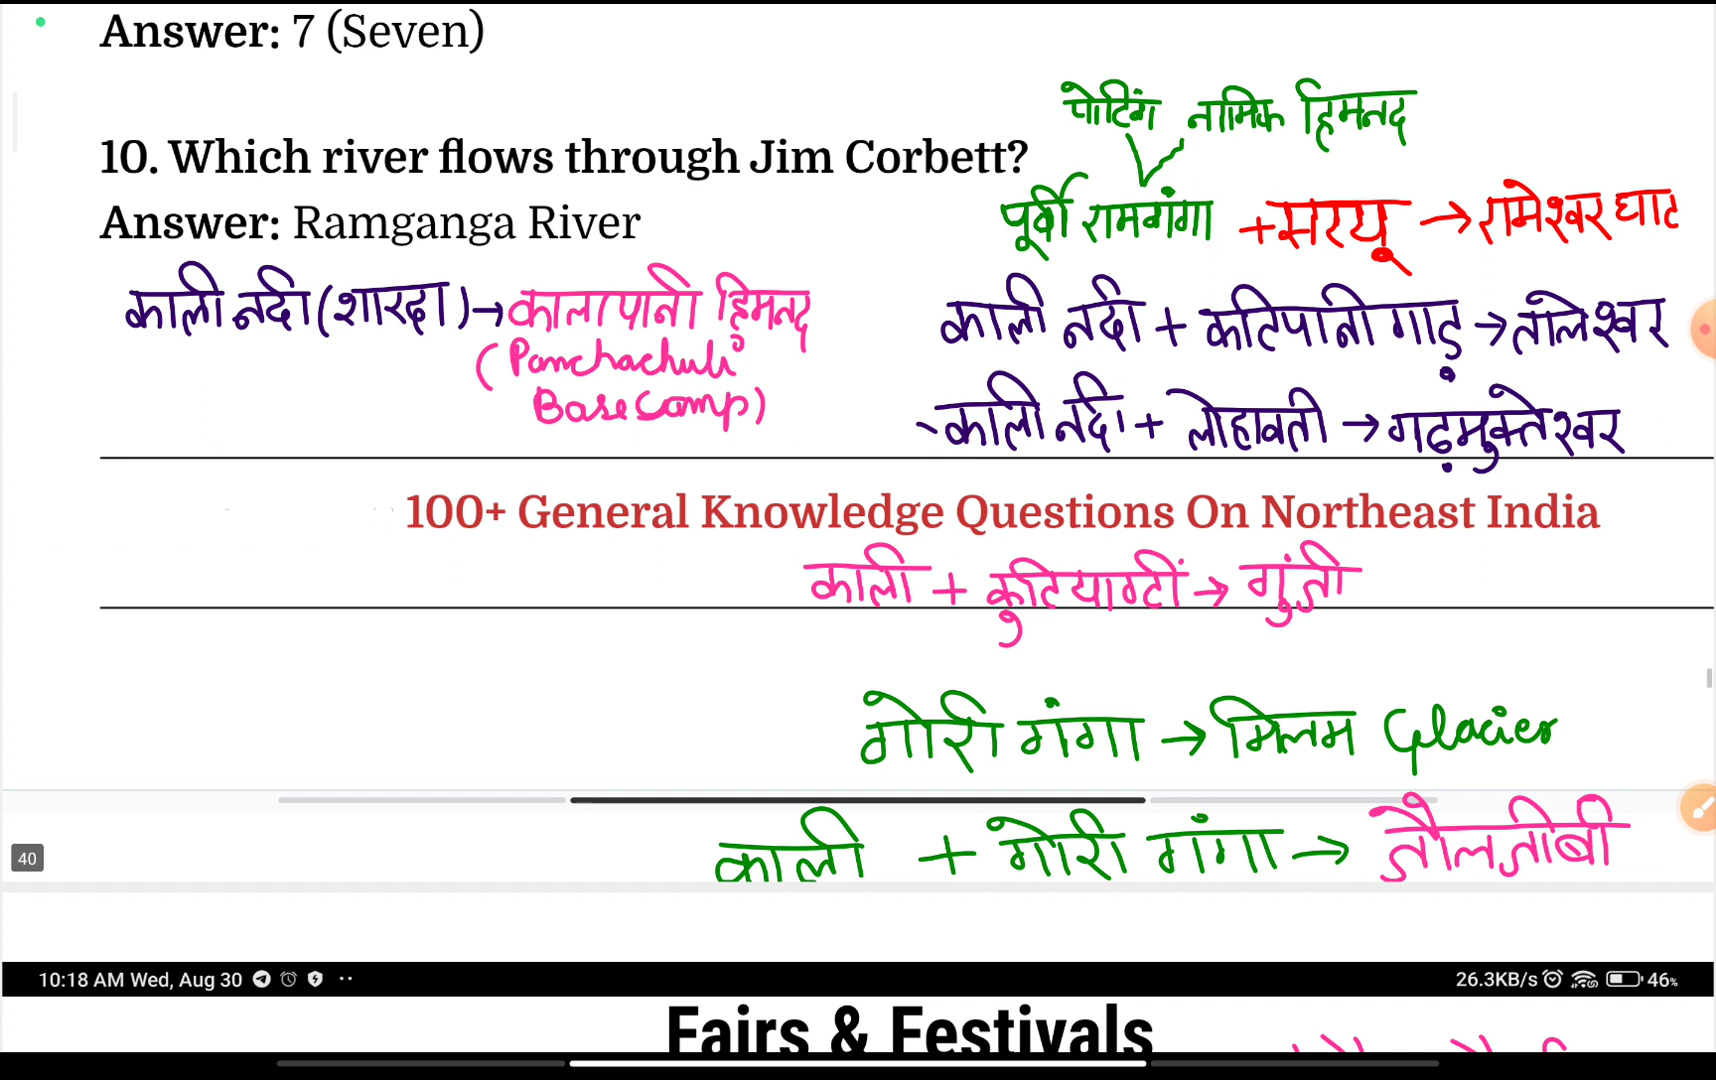 Answer: 7 (Seven)
पोटिंग नामिक हिमनद
10. Which river flows through Jim Corbett?
Answer: Ramganga River
पूर्वी रामगंगा + सरयू → रामेश्वर घाट
काली नदी (शारदा) → कालापानी हिमनद
(Panchachuli
Base Camp)
काली नदी + कटिपानी गाड़ → तालेश्वर
काली नदी + लोहावती → गढ़मुक्तेश्वर
100+ General Knowledge Questions On Northeast India
काली + कुटियाग्टीं → गुंजी
गोरी गंगा → मिलम Glacier
काली + गोरी गंगा → जौलजीबी
40
10:18 AM Wed, Aug 30
26.3KB/s 46%
Fairs & Festivals